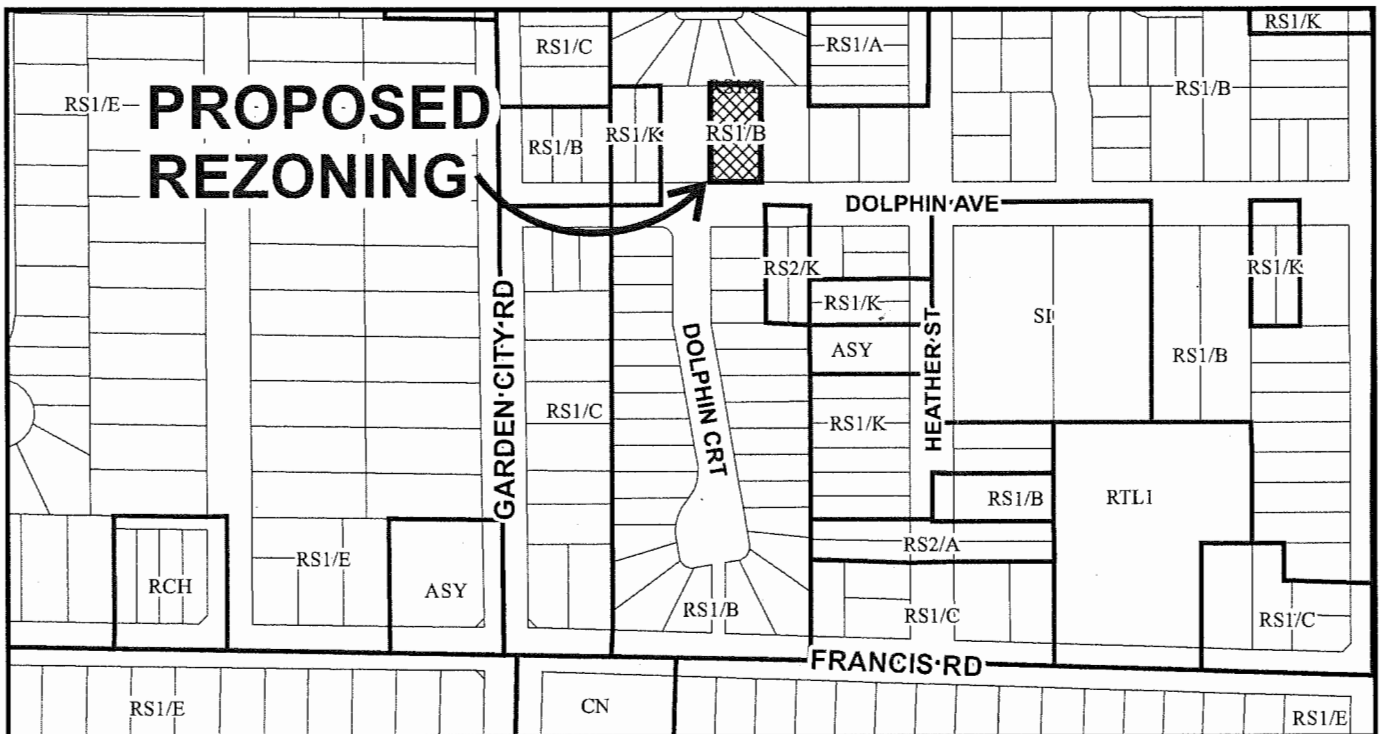 RS1/K
RS1/C
RS1/A
RS1/E
PROPOSED
REZONING
RS1/B
RS1/K
RS1/B
RS1/B
DOLPHIN AVE
RS2/K
RS1/K
RS1/K
SI
ASY
RS1/B
GARDEN CITY RD
DOLPHIN CRT
HEATHER ST
RS1/C
RS1/K
RS1/B
RTL1
RS2/A
RS1/E
RCH
ASY
RS1/B
RS1/C
RS1/C
FRANCIS RD
RS1/E
CN
RS1/E